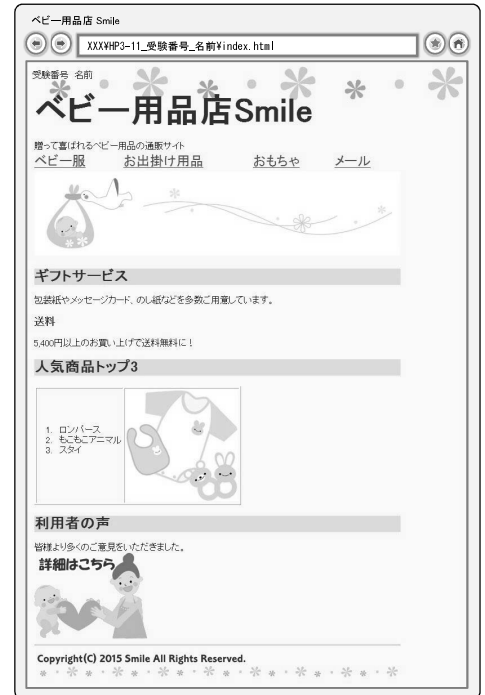 ベビー用品店 Smile
XXX¥HP3-11_受験番号_名前¥index.html
受験番号 名前
ベビー用品店Smile
贈って喜ばれるベビー用品の通販サイト
ベビー服 お出掛け用品 おもちゃ メール
ギフトサービス
包装紙やメッセージカード、のし紙などを多数ご用意しています。
送料
5,400円以上のお買い上げで送料無料に！
人気商品トップ3
1. ロンパース
2. もこもこアニマル
3. スタイ
利用者の声
皆様より多くのご意見をいただきました。
詳細はこちら
Copyright(C) 2015 Smile All Rights Reserved.